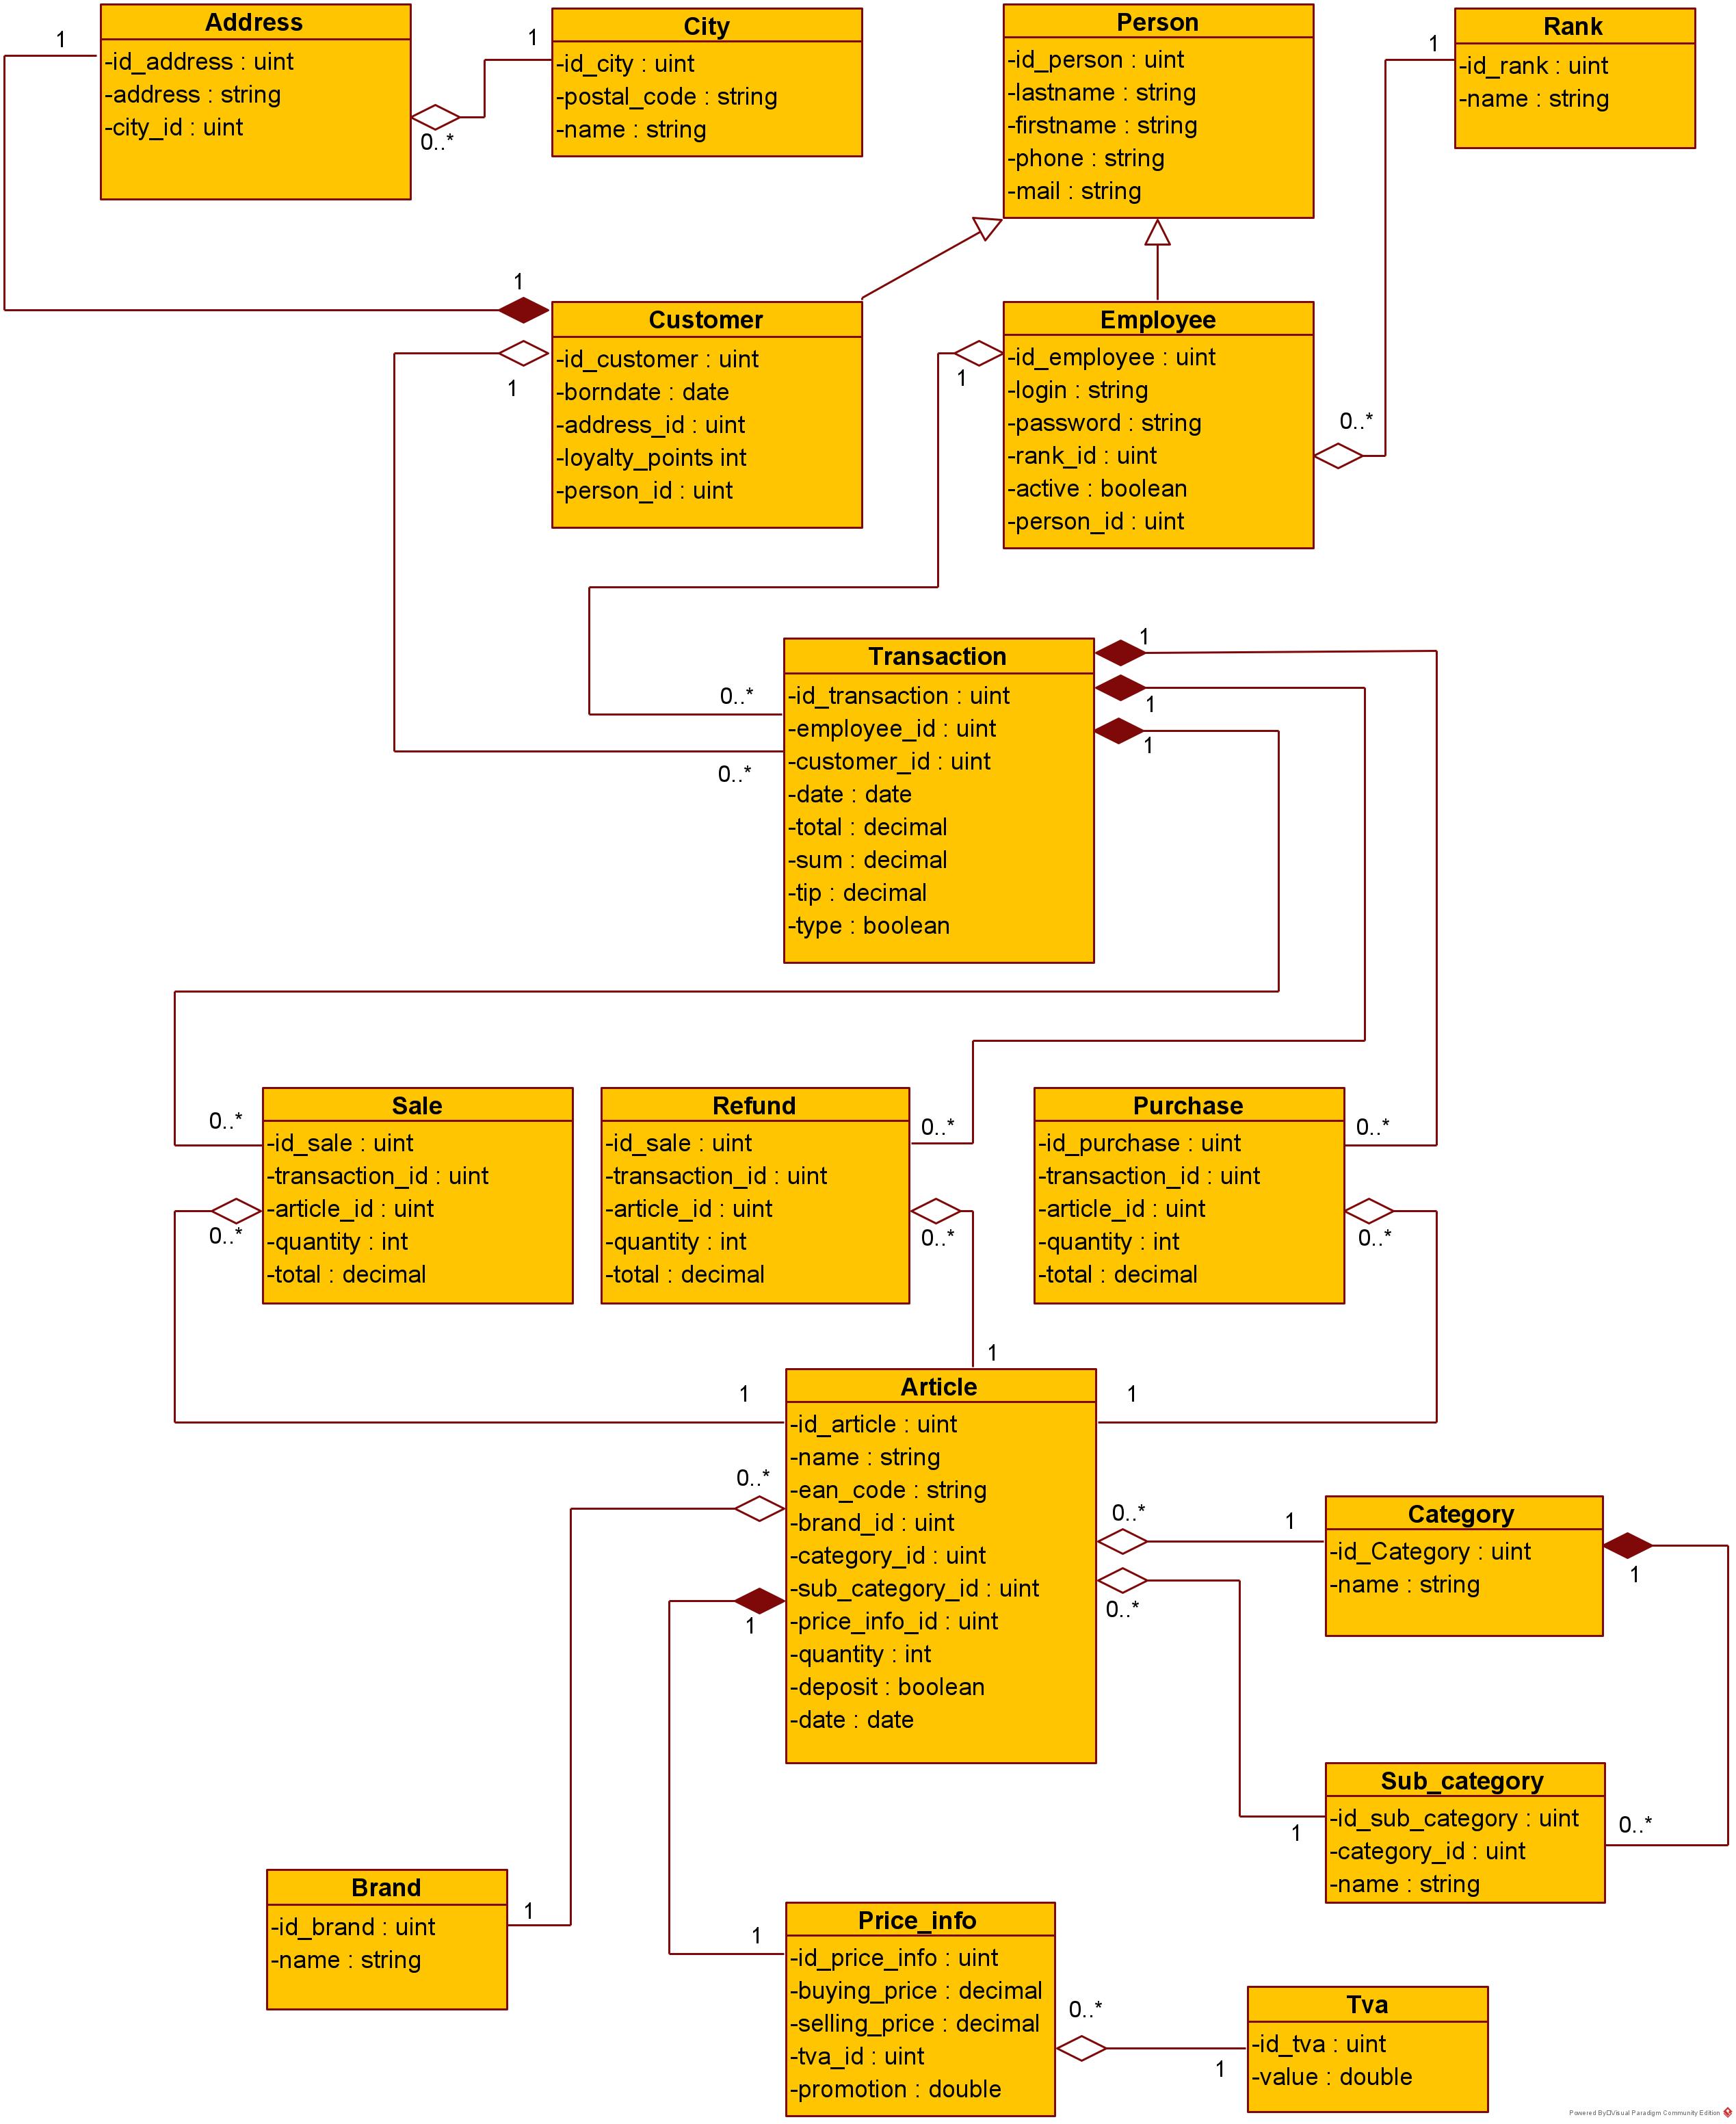 Address
-id_address : uint
-address : string
-city_id : uint
1
0..*
1
City
-id_city : uint
-postal_code : string
-name : string
Person
-id_person : uint
-lastname : string
-firstname : string
-phone : string
-mail : string
1
Rank
-id_rank : uint
-name : string
1
1
Customer
-id_customer : uint
-borndate : date
-address_id : uint
-loyalty_points int
-person_id : uint
1
Employee
-id_employee : uint
-login : string
-password : string
-rank_id : uint
-active : boolean
-person_id : uint
0..*
0..*
0..*
Transaction
-id_transaction : uint
-employee_id : uint
-customer_id : uint
-date : date
-total : decimal
-sum : decimal
-tip : decimal
-type : boolean
1
1
1
0..*
0..*
Sale
-id_sale : uint
-transaction_id : uint
-article_id : uint
-quantity : int
-total : decimal
Refund
-id_sale : uint
-transaction_id : uint
-article_id : uint
-quantity : int
-total : decimal
0..*
0..*
Purchase
-id_purchase : uint
-transaction_id : uint
-article_id : uint
-quantity : int
-total : decimal
0..*
0..*
1
1
1
Article
-id_article : uint
-name : string
-ean_code : string
-brand_id : uint
-category_id : uint
-sub_category_id : uint
-price_info_id : uint
-quantity : int
-deposit : boolean
-date : date
0..*
1
0..*
0..*
1
Category
-id_Category : uint
-name : string
1
1
Sub_category
-id_sub_category : uint
-category_id : uint
-name : string
0..*
Brand
-id_brand : uint
-name : string
1
1
Price_info
-id_price_info : uint
-buying_price : decimal
-selling_price : decimal
-tva_id : uint
-promotion : double
0..*
1
Tva
-id_tva : uint
-value : double
Powered By Visual Paradigm Community Edition